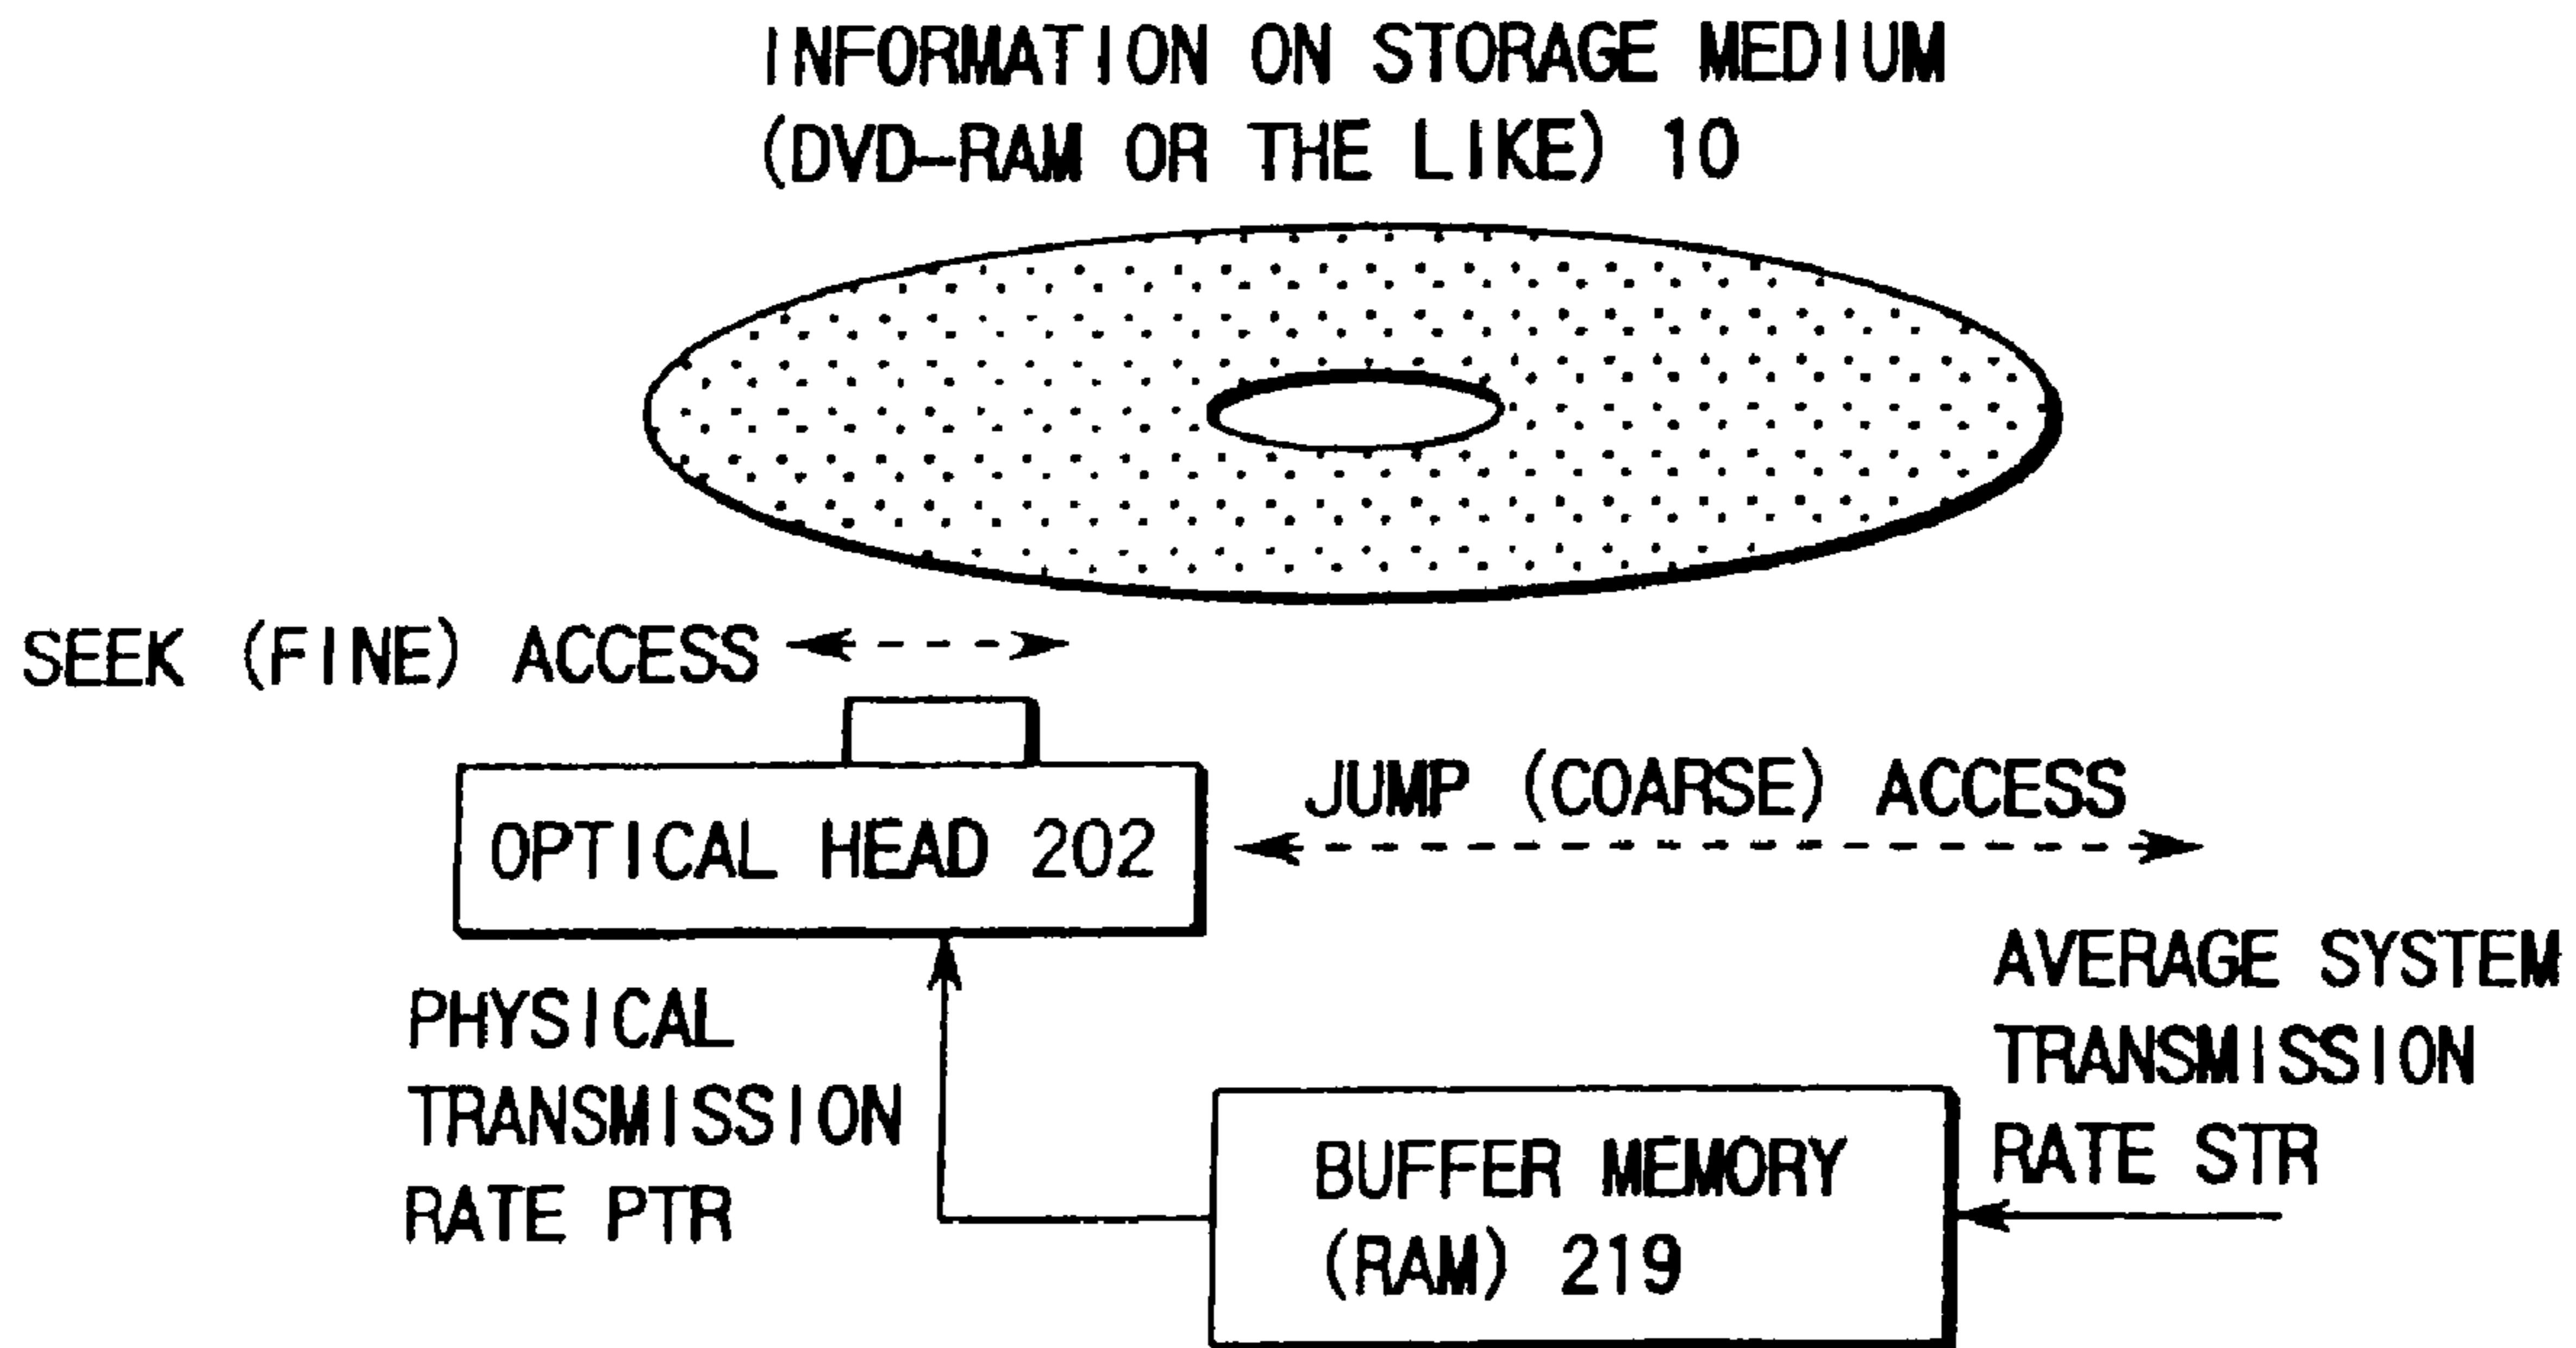 INFORMATION ON STORAGE MEDIUM
(DVD-RAM OR THE LIKE) 10
SEEK (FINE) ACCESS
JUMP (COARSE) ACCESS
OPTICAL HEAD 202
PHYSICAL
TRANSMISSION
RATE PTR
AVERAGE SYSTEM
TRANSMISSION
RATE STR
BUFFER MEMORY
(RAM) 219